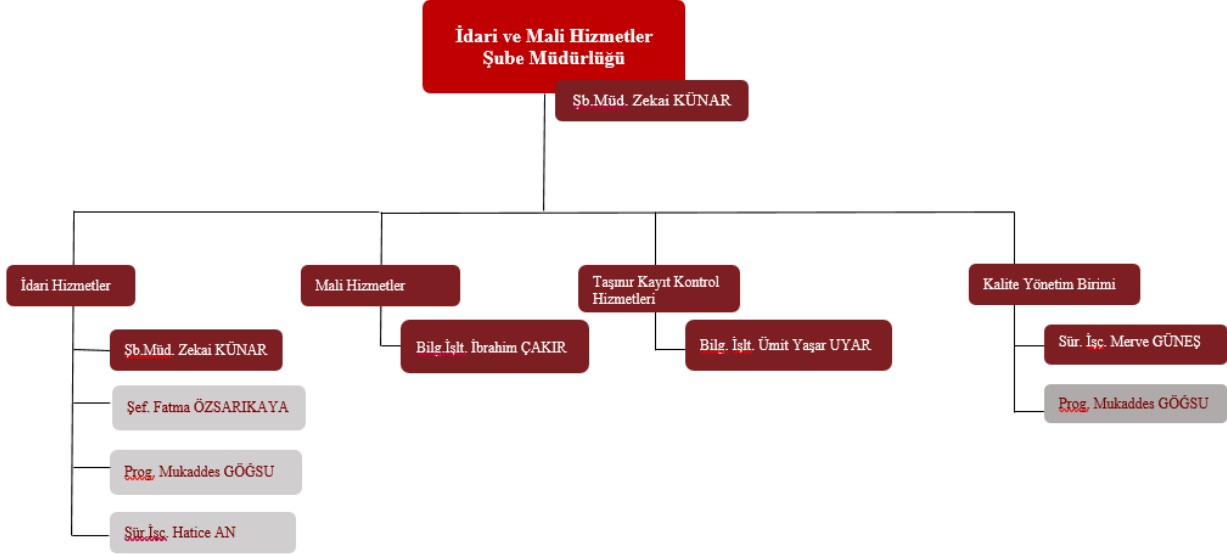 İdari ve Mali Hizmetler
Şube Müdürlüğü
Şb.Müd. Zekai KÜNAR
İdari Hizmetler
Şb.Müd. Zekai KÜNAR
Şef. Fatma ÖZSARIKAYA
Prog. Mukaddes GÖĞSU
Sür.İşç. Hatice AN
Mali Hizmetler
Bilg.İşlt. İbrahim ÇAKIR
Taşınır Kayıt Kontrol
Hizmetleri
Bilg. İşlt. Ümit Yaşar UYAR
Kalite Yönetim Birimi
Sür. İşç. Merve GÜNEŞ
Prog. Mukaddes GÖĞSU